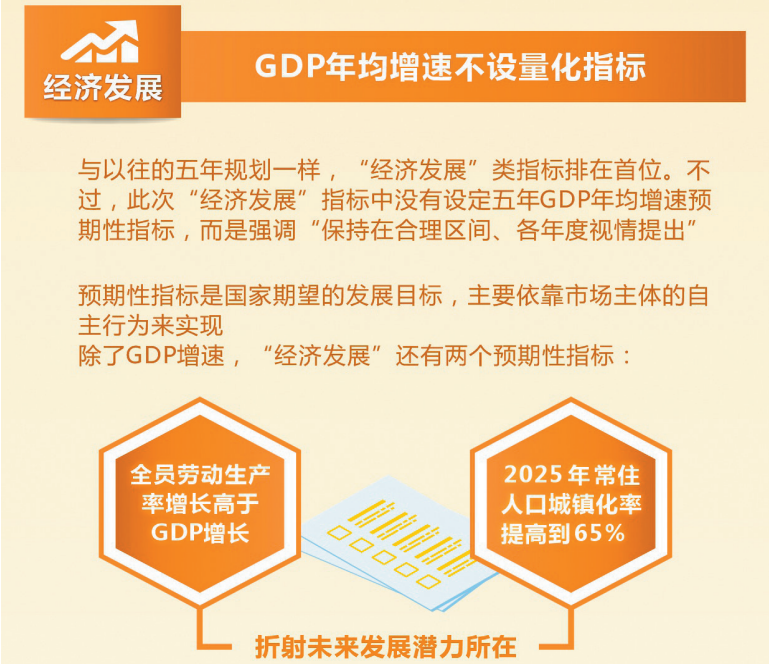 经济发展
GDP年均增速不设量化指标
与以往的五年规划一样，“经济发展”类指标排在首位。不
过，此次“经济发展”指标中没有设定五年GDP年均增速预
期性指标，而是强调“保持在合理区间、各年度视情提出”
预期性指标是国家期望的发展目标，主要依靠市场主体的自
主行为来实现
除了GDP增速，“经济发展”还有两个预期性指标：
全员劳动生产
率增长高于
GDP增长
2025年常住
人口城镇化率
提高到65%
折射未来发展潜力所在